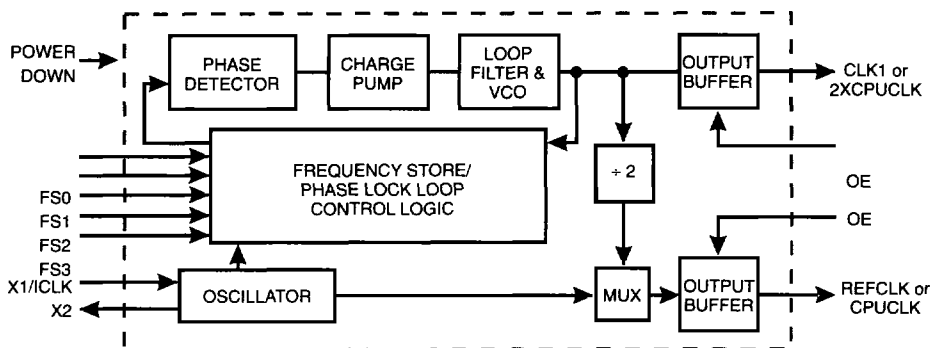 POWER
DOWN
PHASE
DETECTOR
CHARGE
PUMP
LOOP
FILTER &
VCO
OUTPUT
BUFFER
CLK1 or
2XCPUCLK
FREQUENCY STORE/
PHASE LOCK LOOP
CONTROL LOGIC
÷ 2
OE
FS0
FS1
FS2
FS3
OE
X1/ICLK
X2
OSCILLATOR
MUX
OUTPUT
BUFFER
REFCLK or
CPUCLK